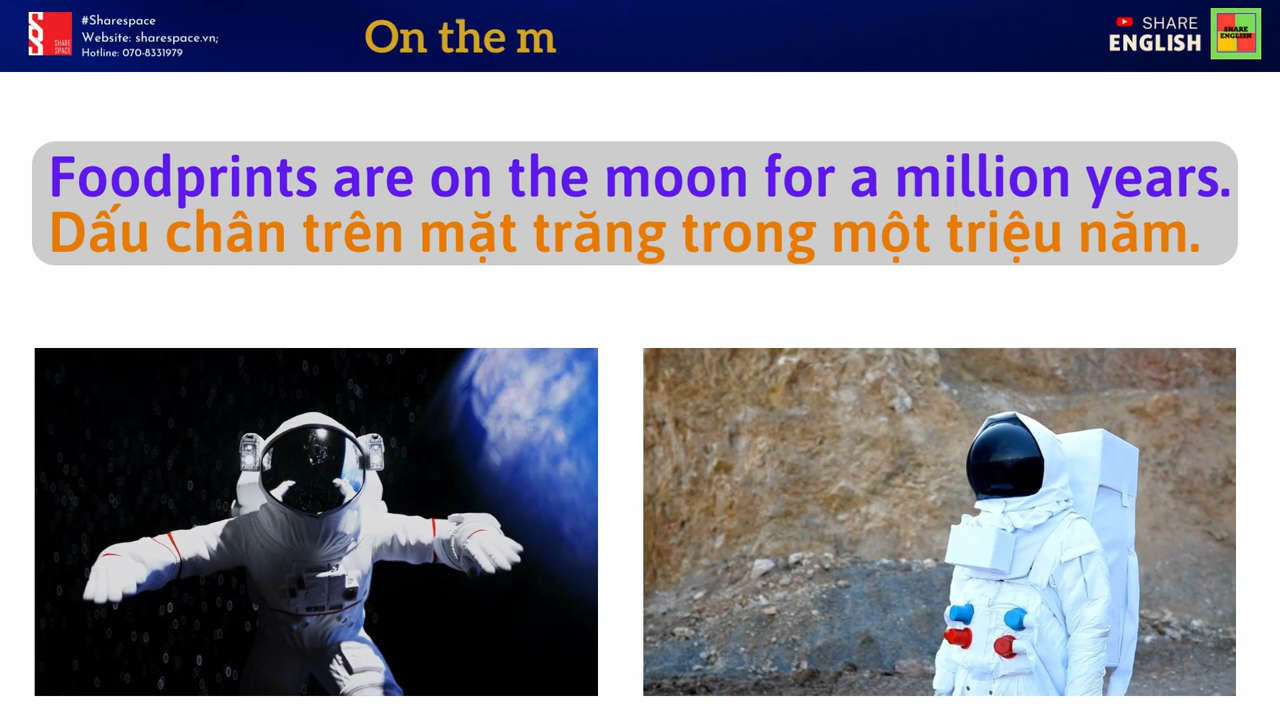 #Sharespace
Website: sharespace.vn;
Hotline: 070-8331979
SHARE
SPACE
On the m
SHARE
ENGLISH
SHARE
ENGLISH
Foodprints are on the moon for a million years.
Dấu chân trên mặt trăng trong một triệu năm.